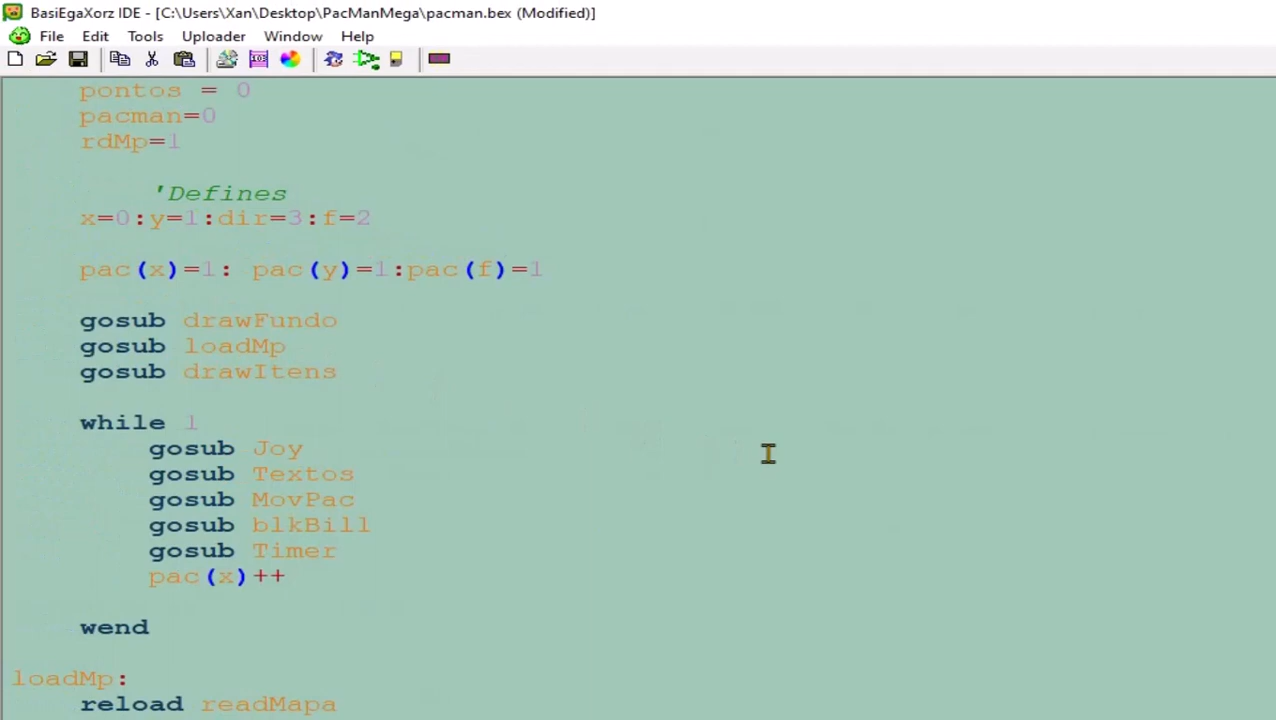 BasiEgaXorz IDE - [C:\Users\Xan\Desktop\PacManMega\pacman.bex (Modified)]
File Edit Tools Uploader Window Help
pontos = 0
pacman=0
rdMp=1
'Defines
x=0:y=1:dir=3:f=2
pac(x)=1: pac(y)=1:pac(f)=1
gosub drawFundo
gosub loadMp
gosub drawItens
while 1
gosub Joy
gosub Textos
gosub MovPac
gosub blkBill
gosub Timer
pac(x)++
wend
loadMp:
reload readMapa